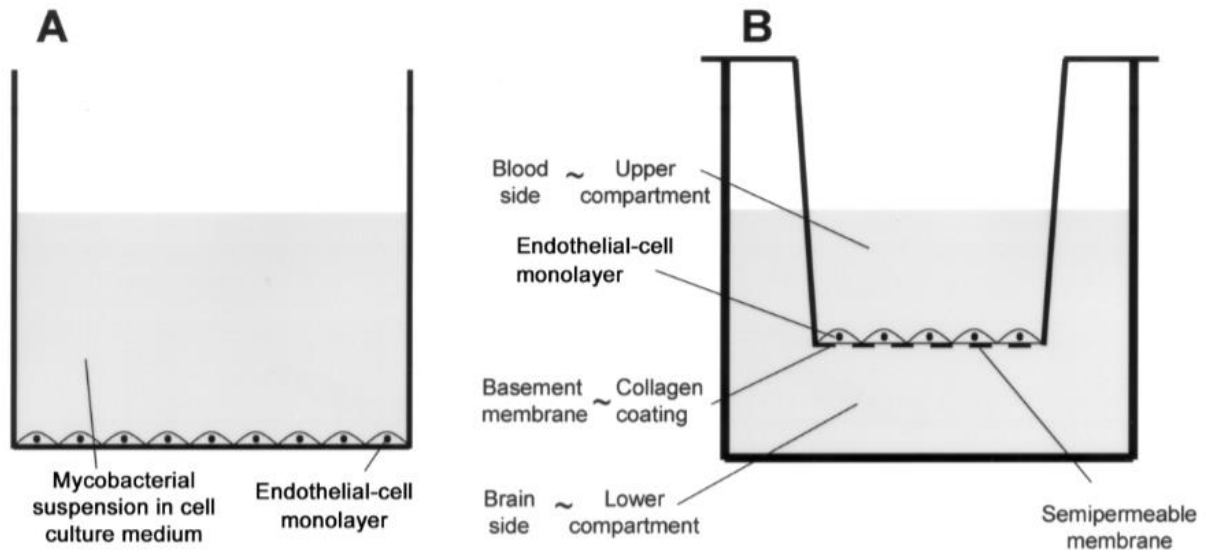 A
B
Blood ~ Upper
side compartment
Endothelial-cell
monolayer
Basement ~ Collagen
membrane coating
Brain ~ Lower
side compartment
Mycobacterial
suspension in cell
culture medium
Endothelial-cell
monolayer
Semipermeable
membrane